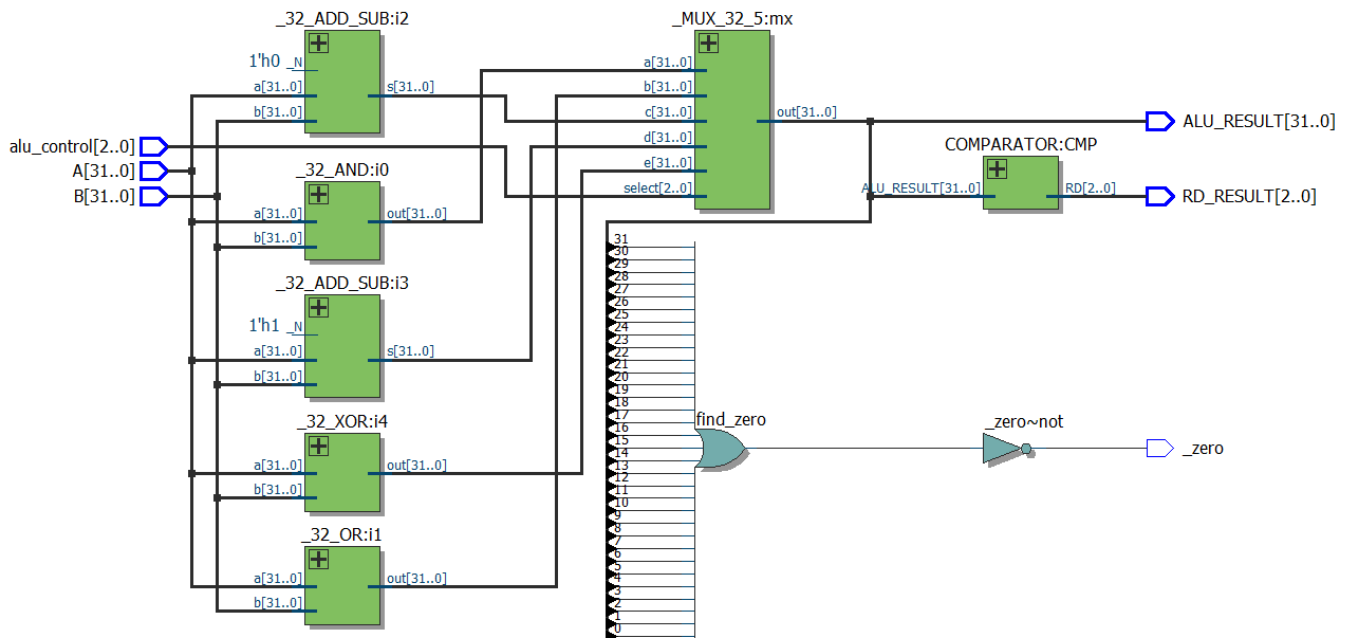 _32_ADD_SUB:i2
1'h0 _N
a[31..0]
b[31..0]
s[31..0]
alu_control[2..0]
A[31..0]
B[31..0]
_32_AND:i0
a[31..0]
b[31..0]
out[31..0]
_32_ADD_SUB:i3
1'h1 _N
a[31..0]
b[31..0]
s[31..0]
_32_XOR:i4
a[31..0]
b[31..0]
out[31..0]
_32_OR:i1
a[31..0]
b[31..0]
out[31..0]
_MUX_32_5:mx
a[31..0]
b[31..0]
c[31..0]
d[31..0]
e[31..0]
select[2..0]
out[31..0]
ALU_RESULT[31..0]
COMPARATOR:CMP
ALU_RESULT[31..0]
RD[2..0]
RD_RESULT[2..0]
31
30
29
28
27
26
25
24
23
22
21
20
19
18
17
16
15
14
13
12
11
10
9
8
7
6
5
4
3
2
1
0
find_zero
_zero~not
_zero